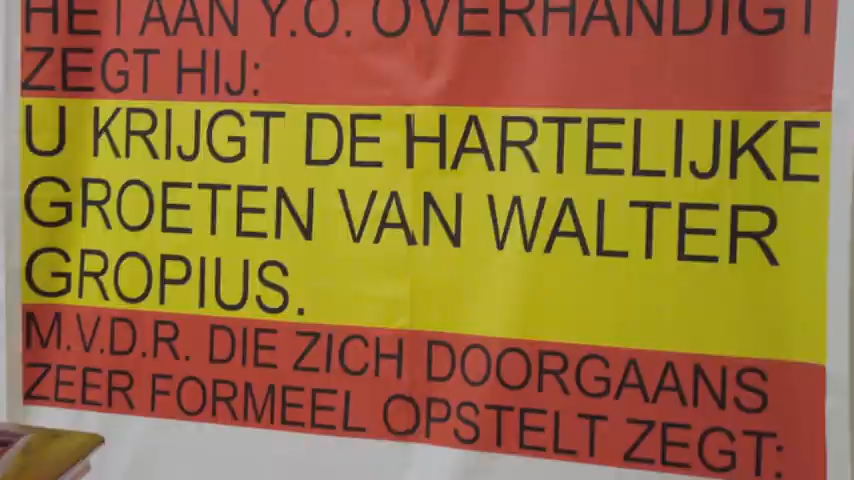 HET AAN Y.O. OVERHANDIGT
ZEGT HIJ:
U KRIJGT DE HARTELIJKE
GROETEN VAN WALTER
GROPIUS.
M.V.D.R. DIE ZICH DOORGAANS
ZEER FORMEEL OPSTELT ZEGT: